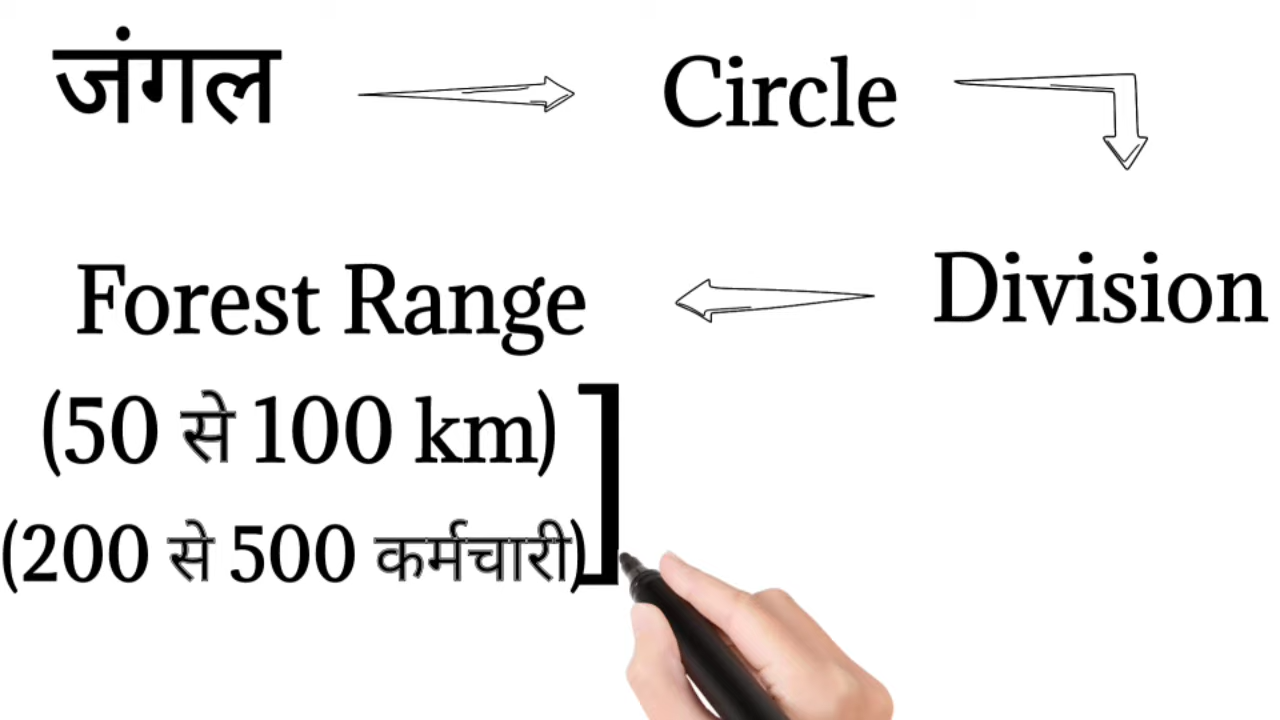 जंगल
Circle
Division
Forest Range
(50 से 100 km)
(200 से 500 कर्मचारी)